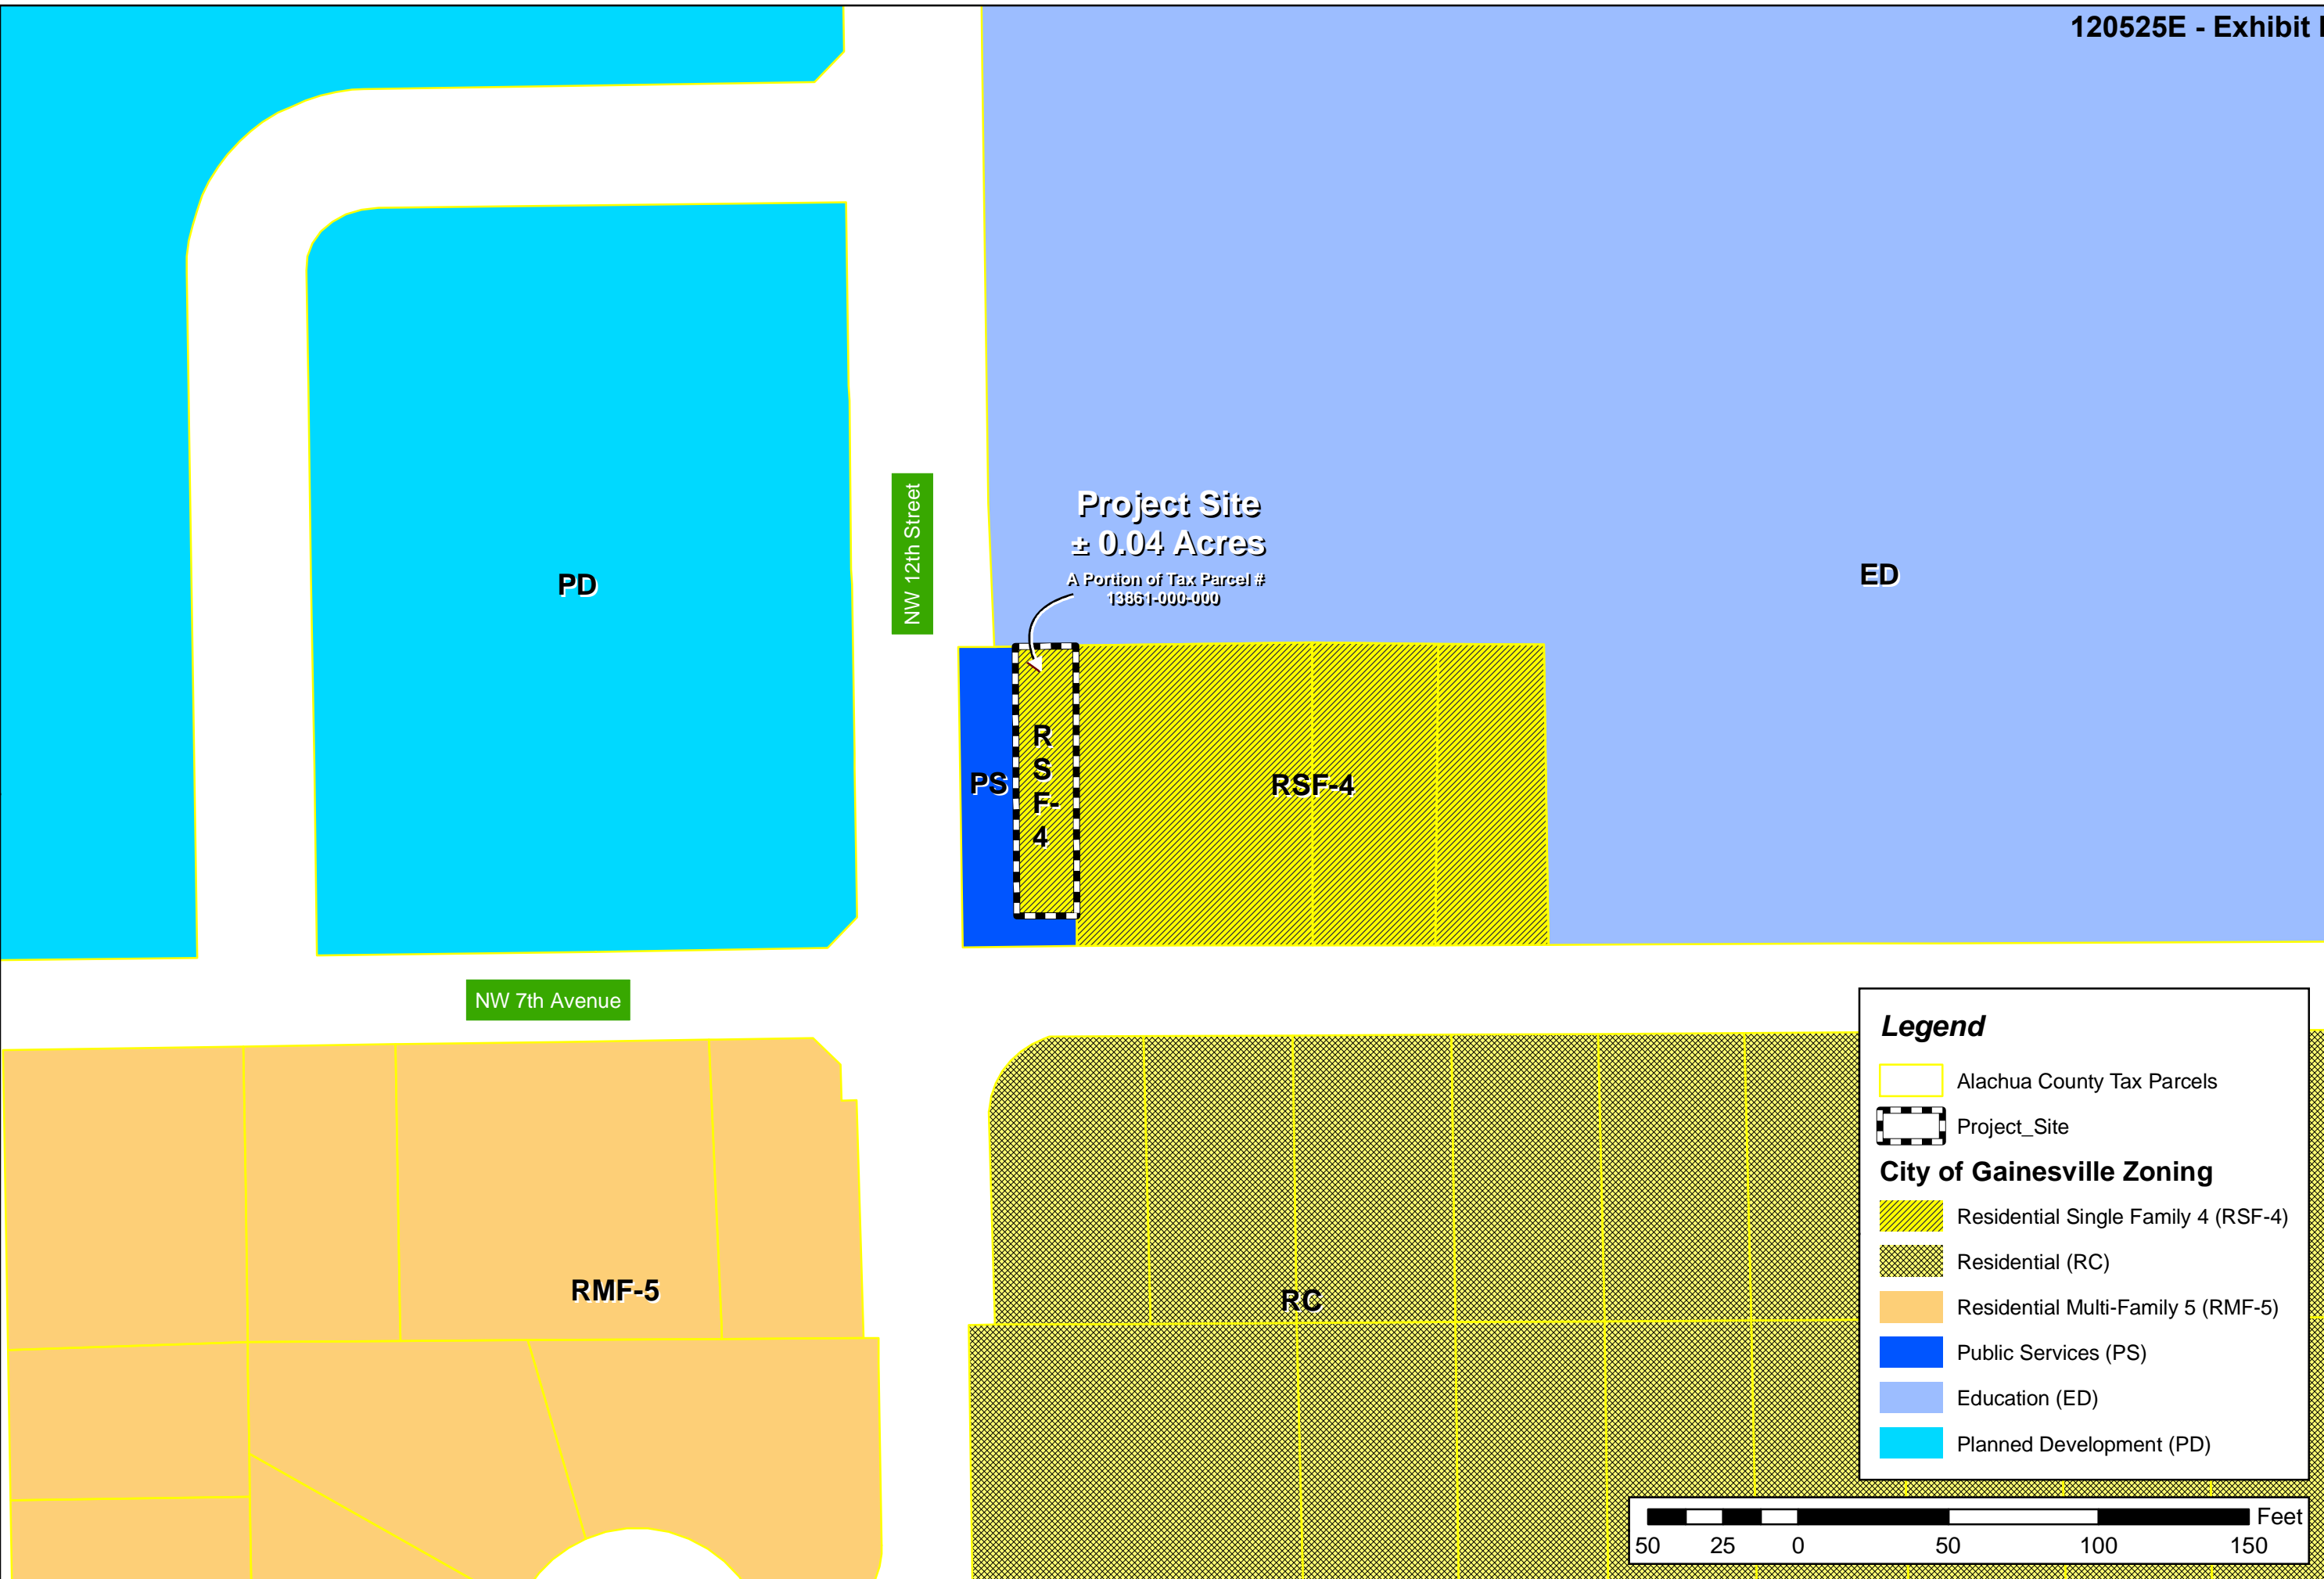 120525E - Exhibit
Project Site
± 0.04 Acres
A Portion of Tax Parcel #
13861-000-000
NW 12th Street
PD
ED
PS
R
S
F-
4
RSF-4
NW 7th Avenue
RMF-5
RC
Legend
Alachua County Tax Parcels
Project_Site
City of Gainesville Zoning
Residential Single Family 4 (RSF-4)
Residential (RC)
Residential Multi-Family 5 (RMF-5)
Public Services (PS)
Education (ED)
Planned Development (PD)
Feet
50 25 0 50 100 150